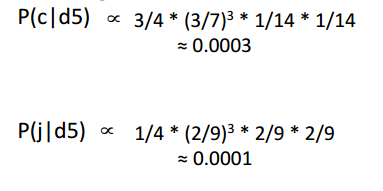 P(c|d5) ∝ 3/4 * (3/7)³ * 1/14 * 1/14
≈ 0.0003
P(j|d5) ∝ 1/4 * (2/9)³ * 2/9 * 2/9
≈ 0.0001